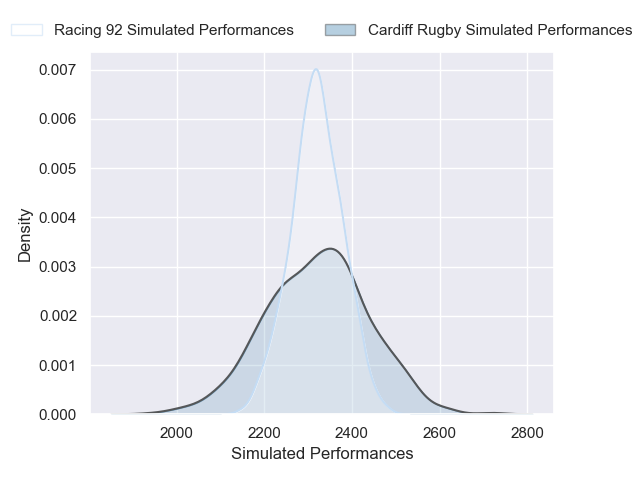 Racing 92 Simulated Performances
Cardiff Rugby Simulated Performances
0.007
0.006
0.005
0.004
0.003
0.002
0.001
0.000
Density
2000 2200 2400 2600 2800
Simulated Performances